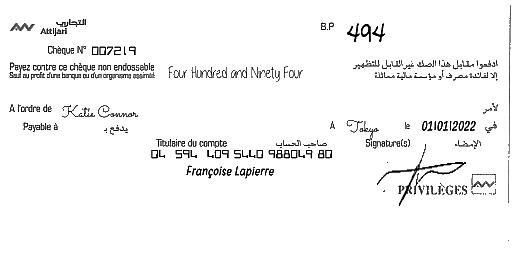 التجاري
Attijari
B.P 494
Chèque N° 007219
Payez contre ce chèque non endossable
Sauf au profit d'une banque ou d'un organisme assimilé
Four Hundred and Ninety Four
ادفعوا مقابل هذا الصك غير القابل للتظهير
إلا لفائدة مصرف أو مؤسسة مالية مماثلة
A l'ordre de Katie Connor لأمر
Payable à يدفع بـ
A Tokyo le 01/01/2022 في
Titulaire du compte صاحب الحساب Signature(s) الإمضاء
04 594 409 5440 988049 80
Françoise Lapierre
PRIVILÈGES